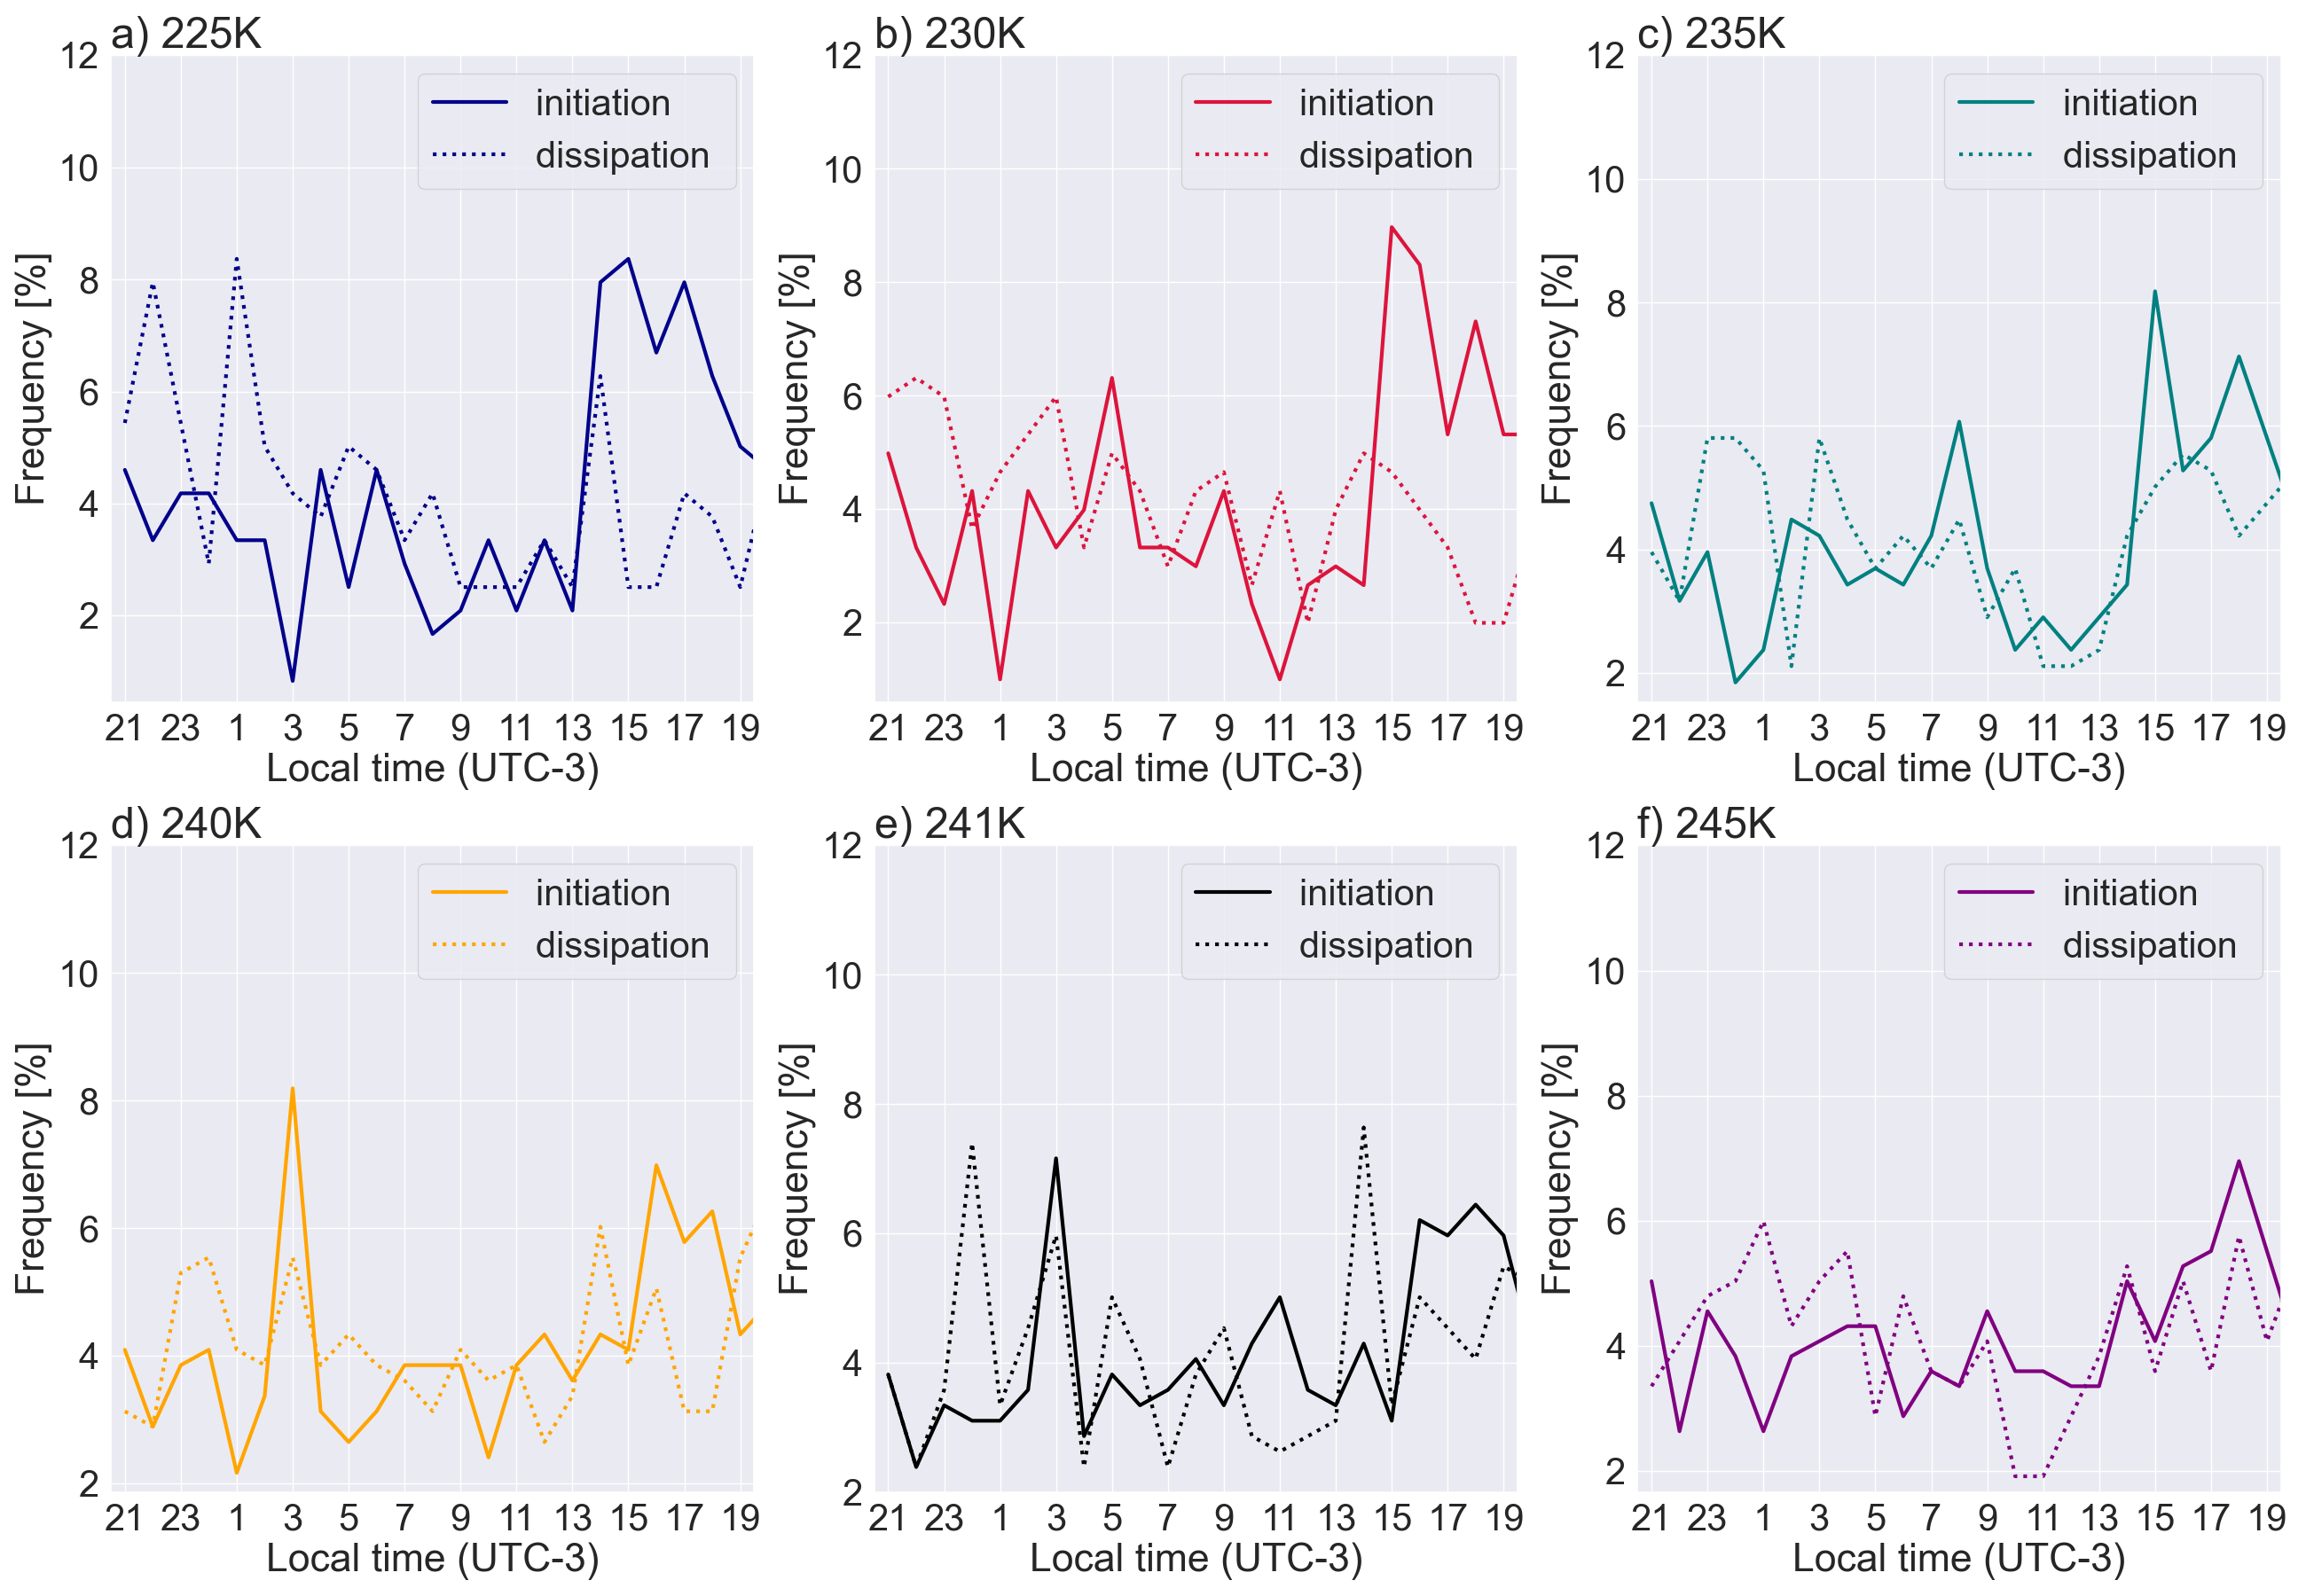 a) 225K
12
10
8
6
4
2
Frequency [%]
initiation
dissipation
21 23 1 3 5 7 9 11 13 15 17 19
Local time (UTC-3)
b) 230K
12
10
8
6
4
2
Frequency [%]
initiation
dissipation
21 23 1 3 5 7 9 11 13 15 17 19
Local time (UTC-3)
c) 235K
12
10
8
6
4
2
Frequency [%]
initiation
dissipation
21 23 1 3 5 7 9 11 13 15 17 19
Local time (UTC-3)
d) 240K
12
10
8
6
4
2
Frequency [%]
initiation
dissipation
21 23 1 3 5 7 9 11 13 15 17 19
Local time (UTC-3)
e) 241K
12
10
8
6
4
2
Frequency [%]
initiation
dissipation
21 23 1 3 5 7 9 11 13 15 17 19
Local time (UTC-3)
f) 245K
12
10
8
6
4
2
Frequency [%]
initiation
dissipation
21 23 1 3 5 7 9 11 13 15 17 19
Local time (UTC-3)